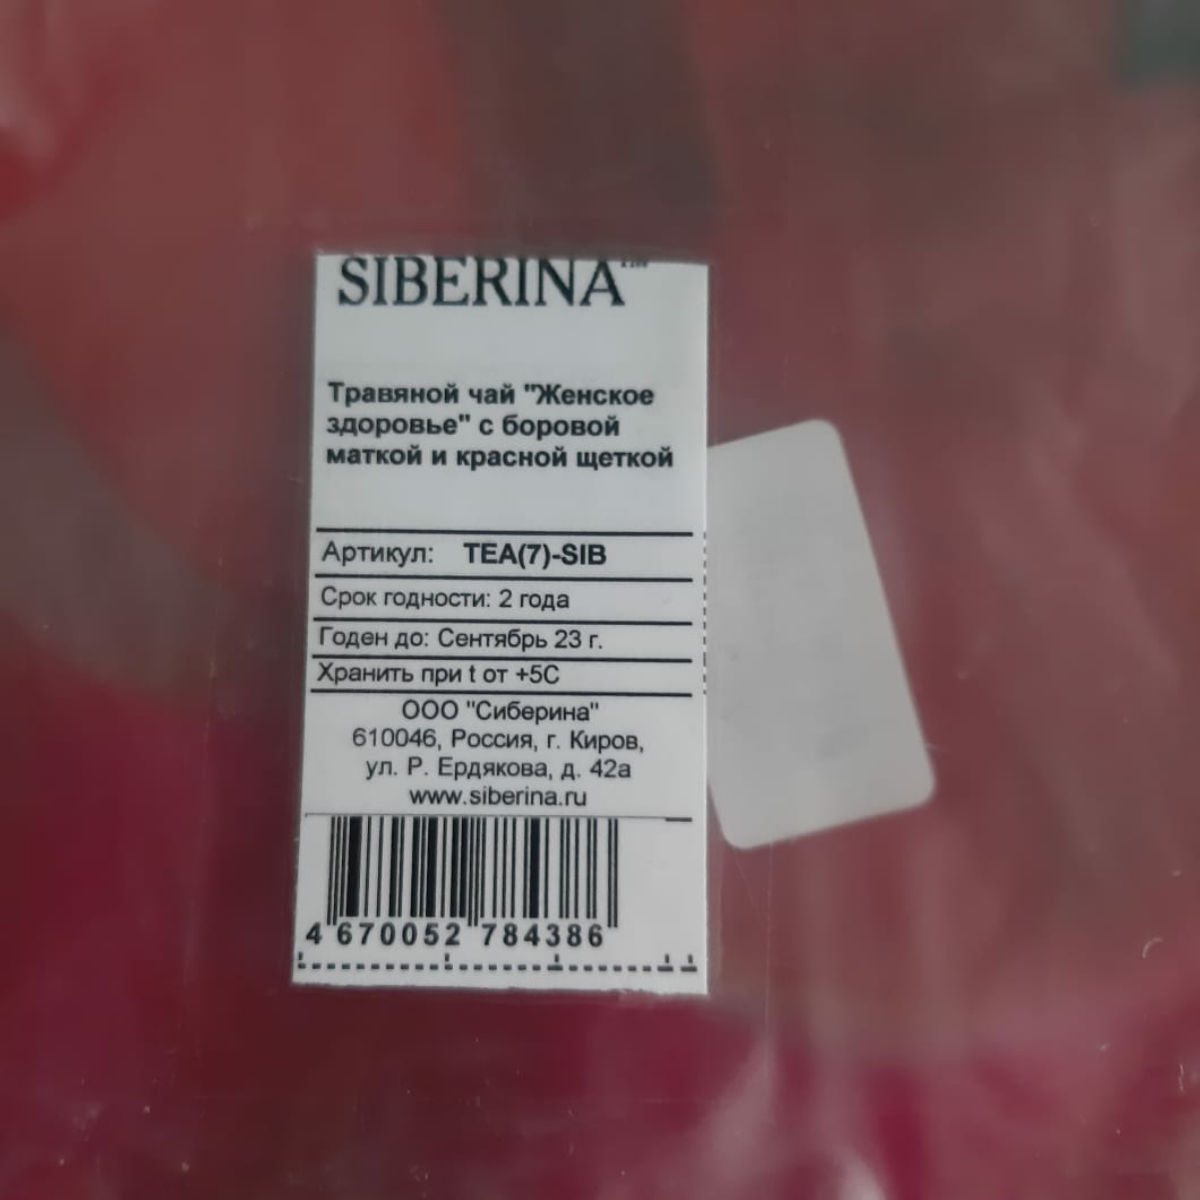 SIBERINA™
Травяной чай "Женское
здоровье" с боровой
маткой и красной щеткой
Артикул: TEA(7)-SIB
Срок годности: 2 года
Годен до: Сентябрь 23 г.
Хранить при t от +5C
ООО "Сиберина"
610046, Россия, г. Киров,
ул. Р. Ердякова, д. 42а
www.siberina.ru
4 670052 784386